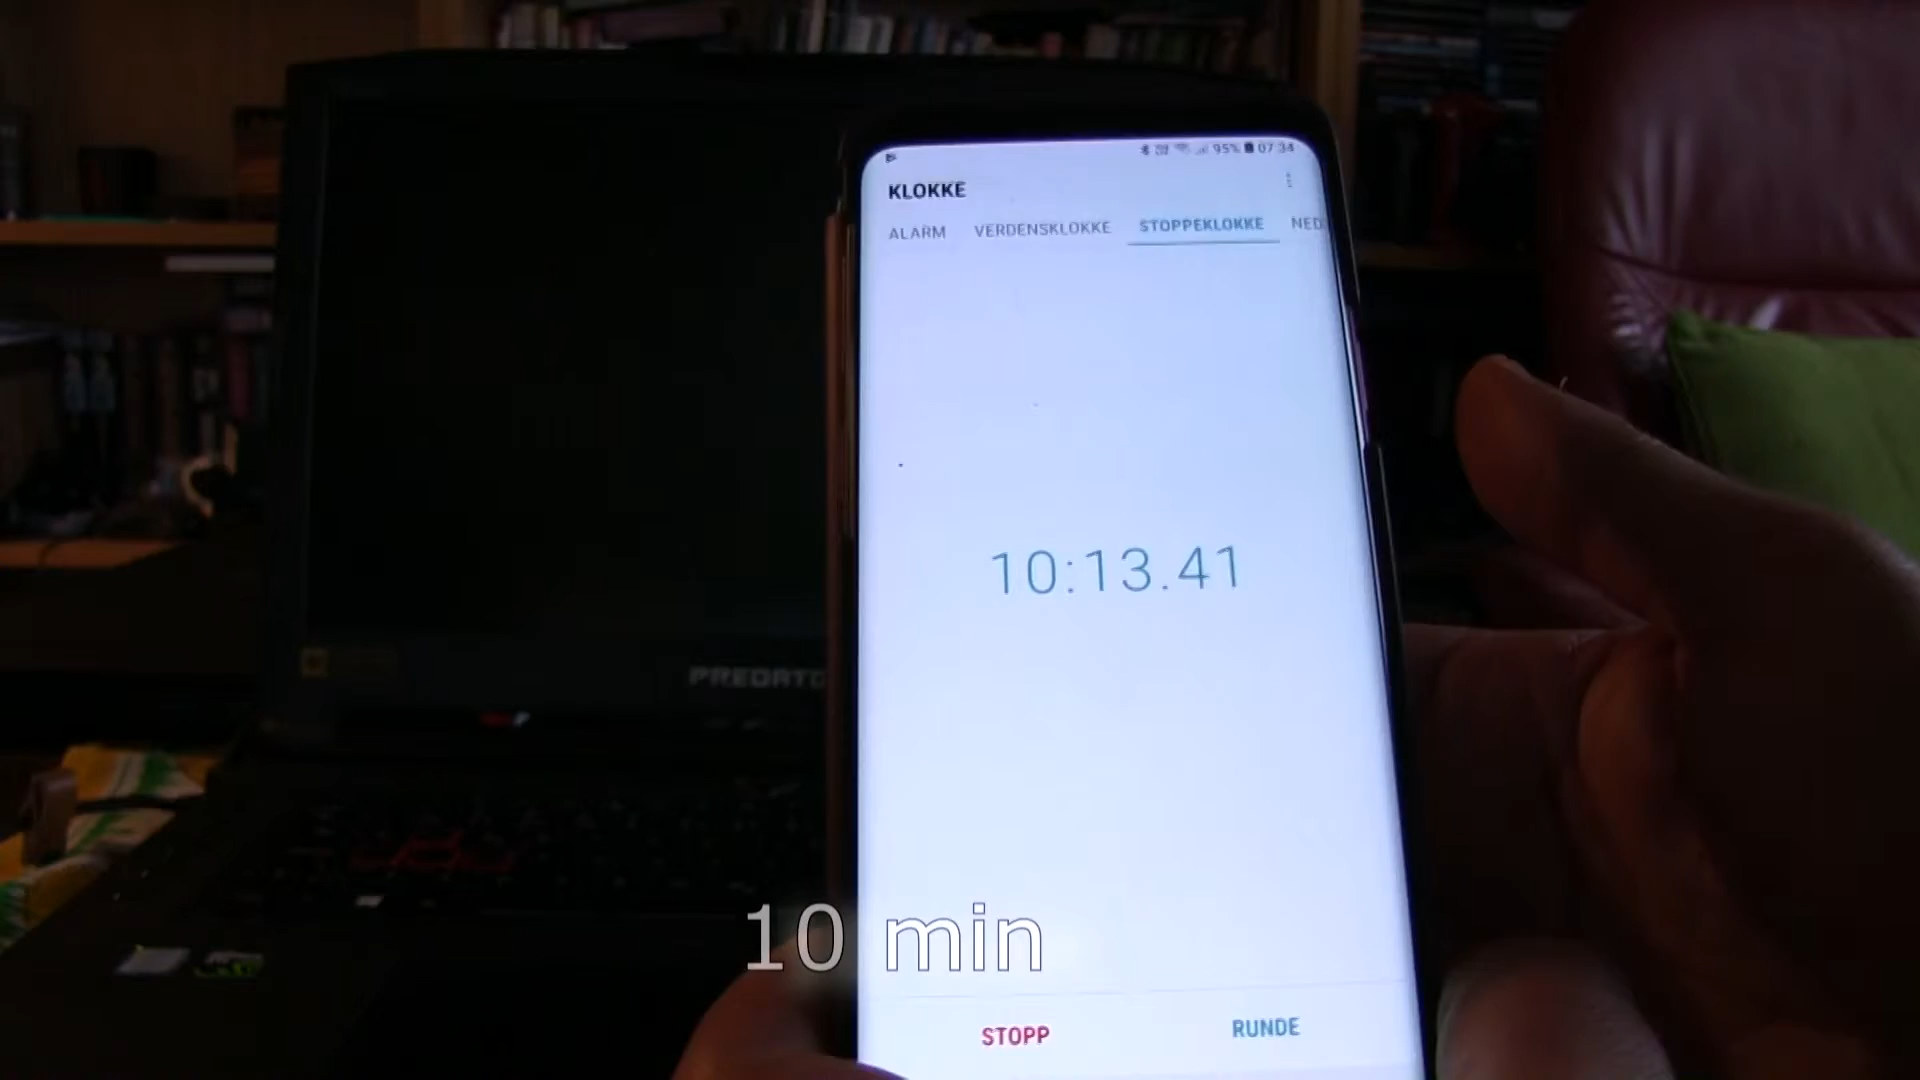 95% 07:34
KLOKKE
ALARM VERDENSKLOKKE STOPPEKLOKKE NED
10:13.41
PREDATO
10 min
STOPP RUNDE